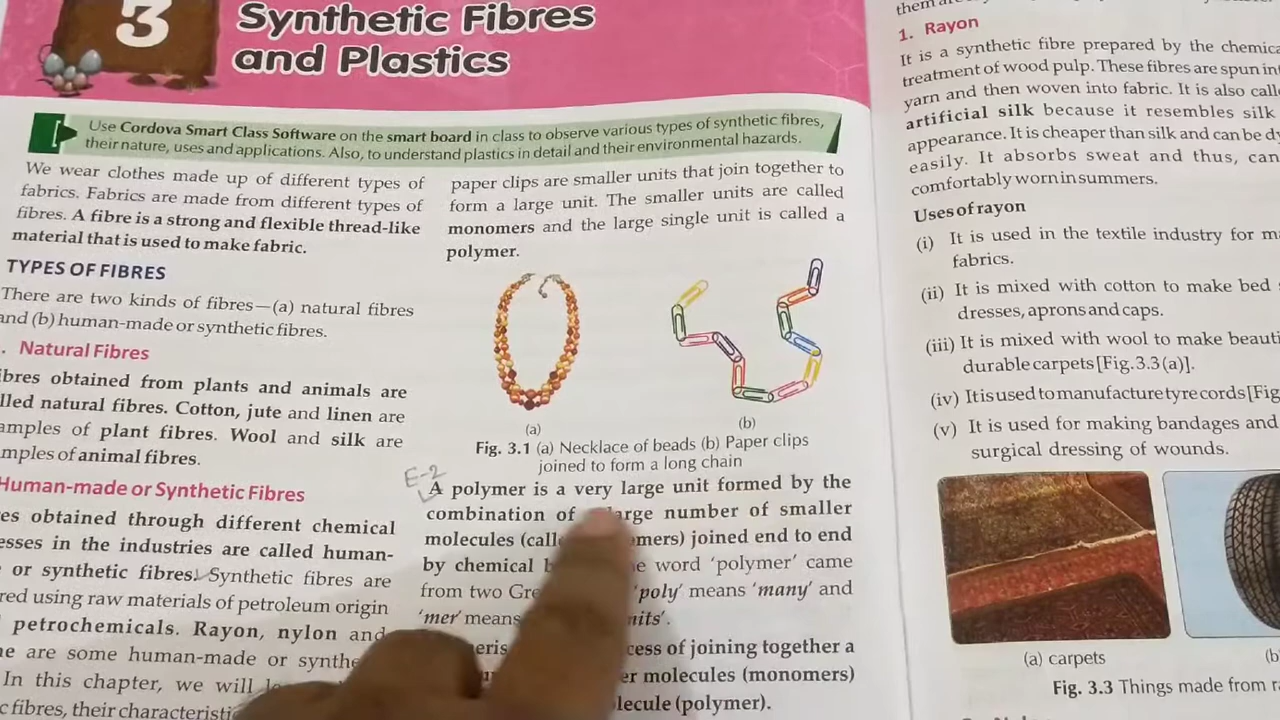 3
Synthetic Fibres
and Plastics
Use Cordova Smart Class Software on the smart board in class to observe various types of synthetic fibres,
their nature, uses and applications. Also, to understand plastics in detail and their environmental hazards.
We wear clothes made up of different types of
fabrics. Fabrics are made from different types of
fibres. A fibre is a strong and flexible thread-like
material that is used to make fabric.
TYPES OF FIBRES
There are two kinds of fibres—(a) natural fibres
and (b) human-made or synthetic fibres.
. Natural Fibres
ibres obtained from plants and animals are
lled natural fibres. Cotton, jute and linen are
amples of plant fibres. Wool and silk are
mples of animal fibres.
Human-made or Synthetic Fibres
es obtained through different chemical
esses in the industries are called human-
or synthetic fibres. Synthetic fibres are
red using raw materials of petroleum origin
petrochemicals. Rayon, nylon and
ne are some human-made or synthe
In this chapter, we will
c fibres, their characteristi
paper clips are smaller units that join together to
form a large unit. The smaller units are called
monomers and the large single unit is called a
polymer.
(a)
(b)
Fig. 3.1 (a) Necklace of beads (b) Paper clips
joined to form a long chain
E-2
A polymer is a very large unit formed by the
combination of large number of smaller
molecules (calle omers) joined end to end
by chemical b e word 'polymer' came
from two Gre 'poly' means 'many' and
'mer' means nits'.
eris cess of joining together a
er molecules (monomers)
lecule (polymer).
them are
1. Rayon
It is a synthetic fibre prepared by the chemica
treatment of wood pulp. These fibres are spun int
yarn and then woven into fabric. It is also calle
artificial silk because it resembles silk
appearance. It is cheaper than silk and can be dy
easily. It absorbs sweat and thus, can
comfortably worn in summers.
Uses of rayon
(i) It is used in the textile industry for ma
fabrics.
(ii) It is mixed with cotton to make bed s
dresses, aprons and caps.
(iii) It is mixed with wool to make beauti
durable carpets [Fig. 3.3 (a)].
(iv) It is used to manufacture tyre cords [Fig
(v) It is used for making bandages and
surgical dressing of wounds.
(a) carpets
(b
Fig. 3.3 Things made from ra